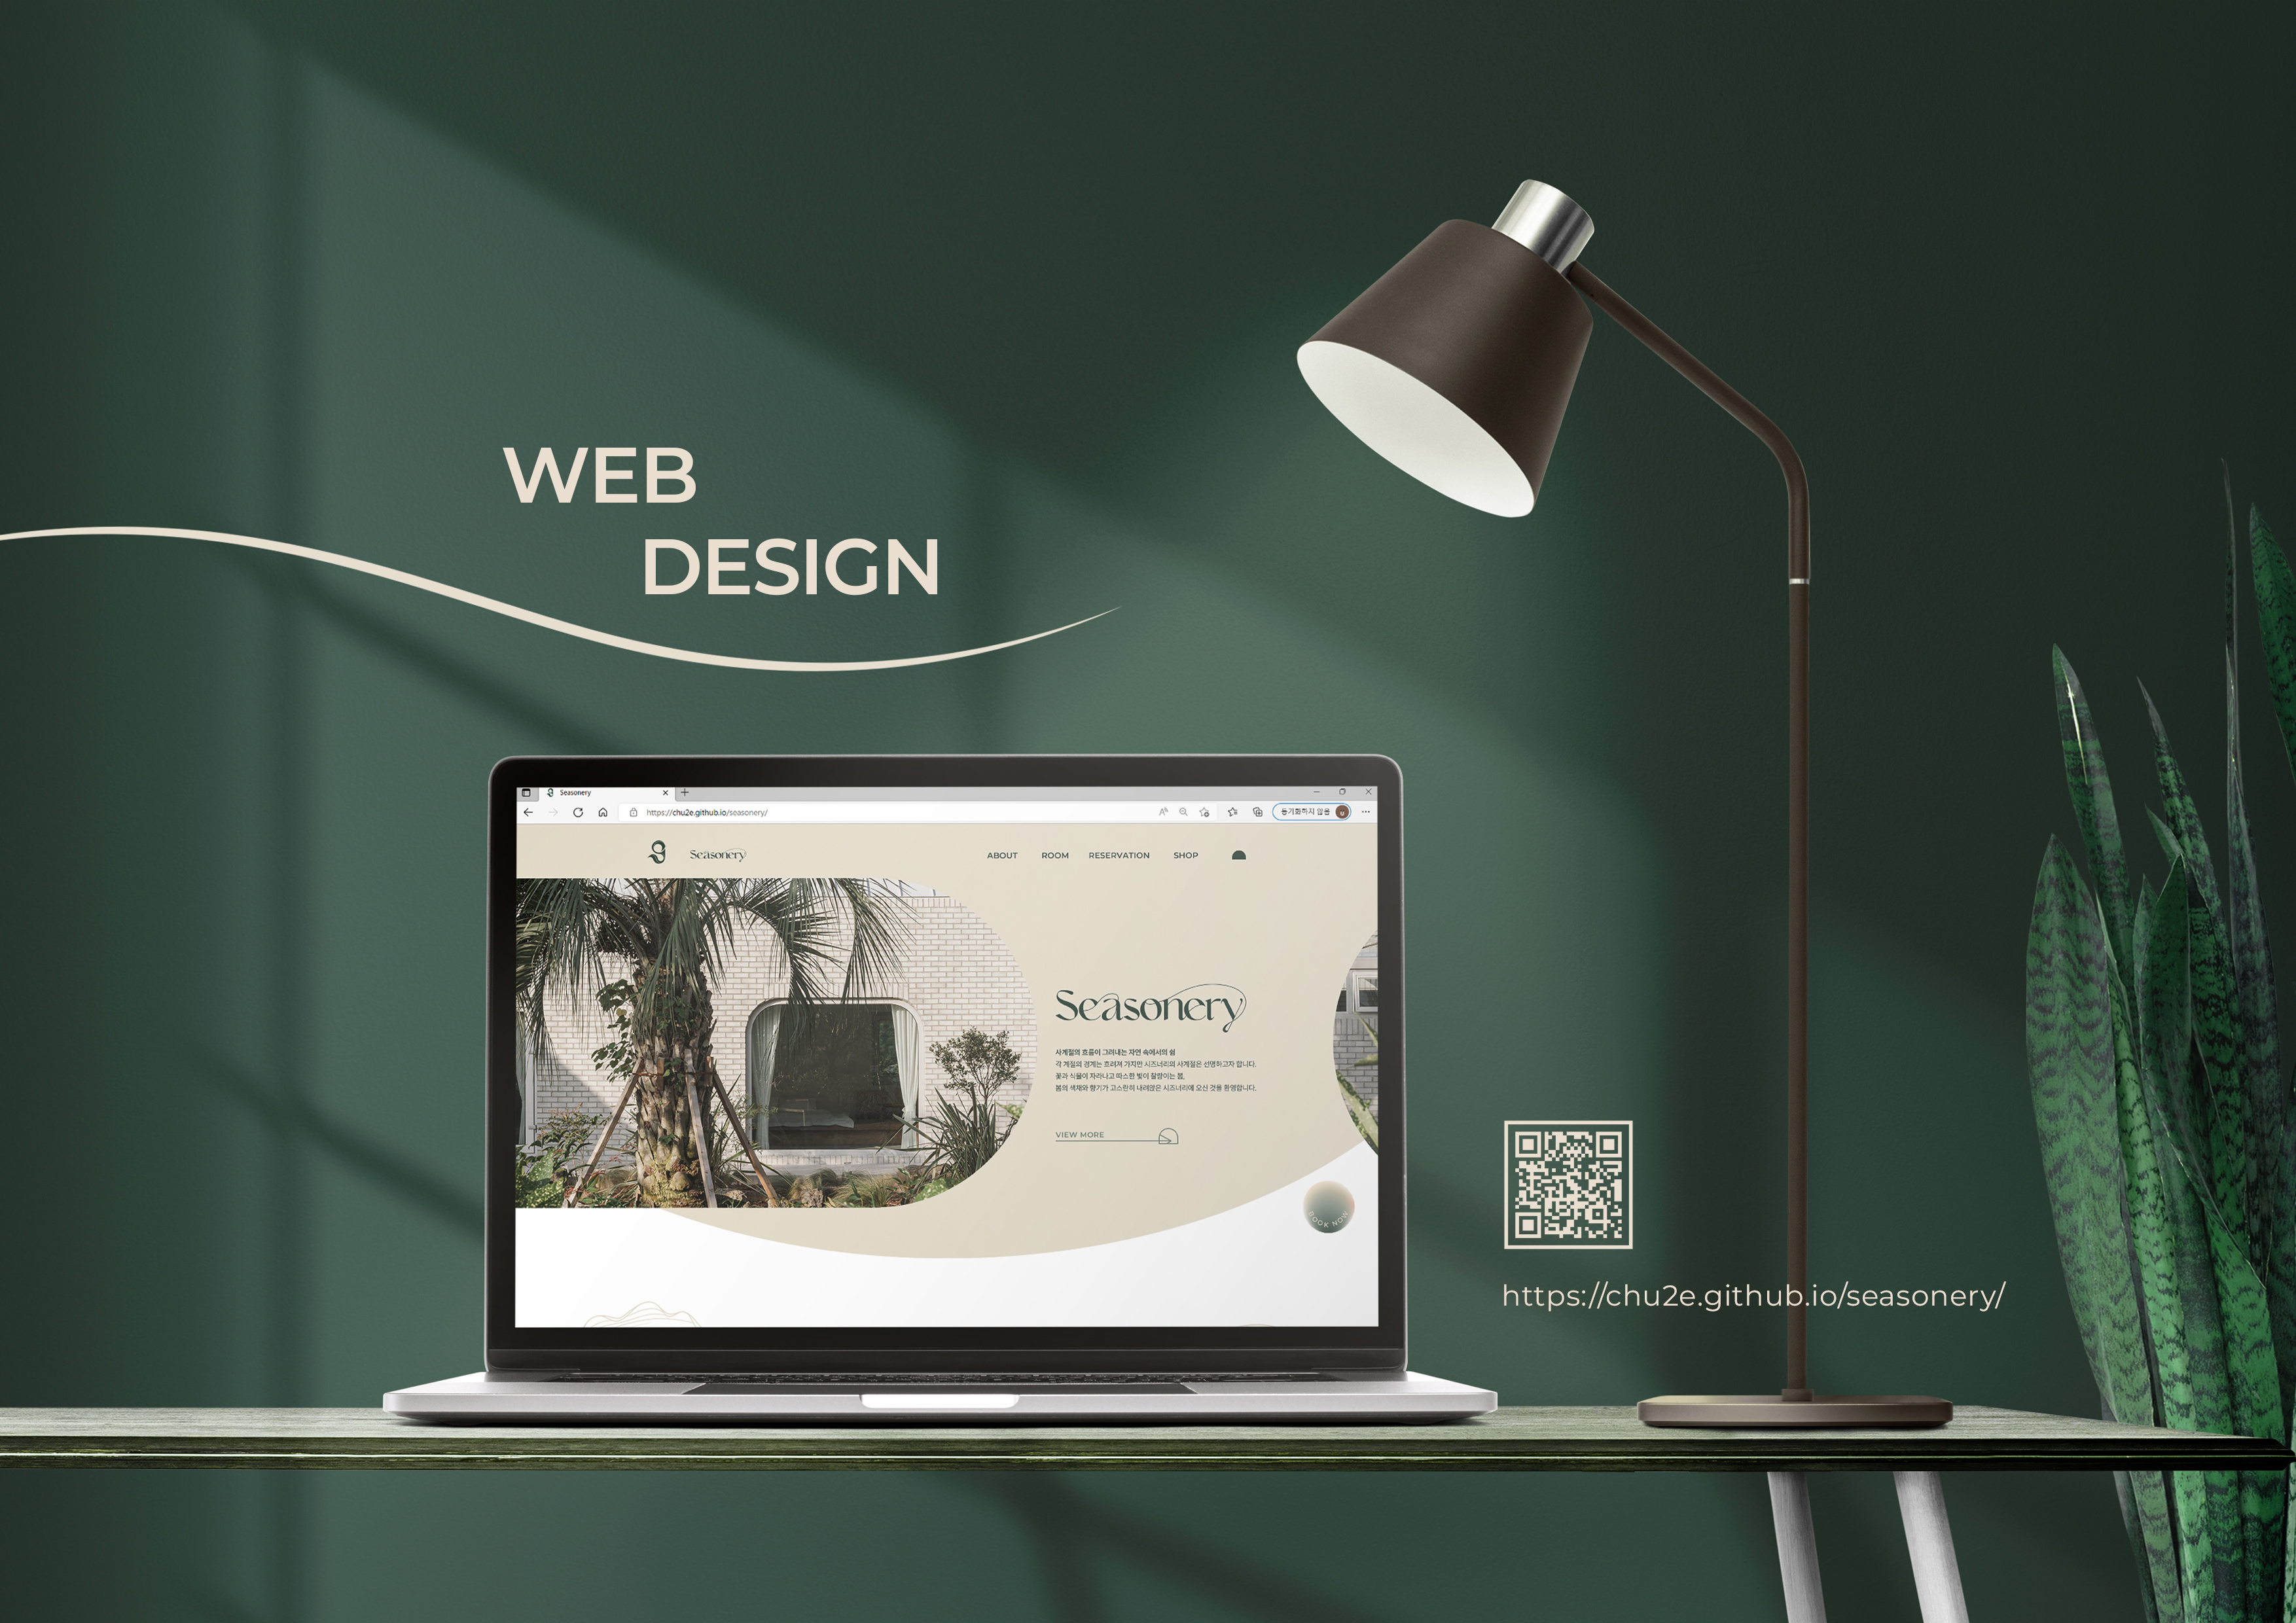 WEB
DESIGN
Seasonery
https://chu2e.github.io/seasonery/
동기화하지 않음
Seasonery
ABOUT
ROOM
RESERVATION
SHOP
Seasonery
사계절의 흐름이 그려내는 자연 속에서의 쉼
각 계절의 경계는 흐려져 가지만 시즈너리의 사계절은 선명하고자 합니다.
꽃과 식물이 자라나고 따스한 빛이 찰랑이는 봄,
봄의 색채와 향기가 고스란히 내려앉은 시즈너리에 오신 것을 환영합니다.
VIEW MORE
BOOK NOW
https://chu2e.github.io/seasonery/